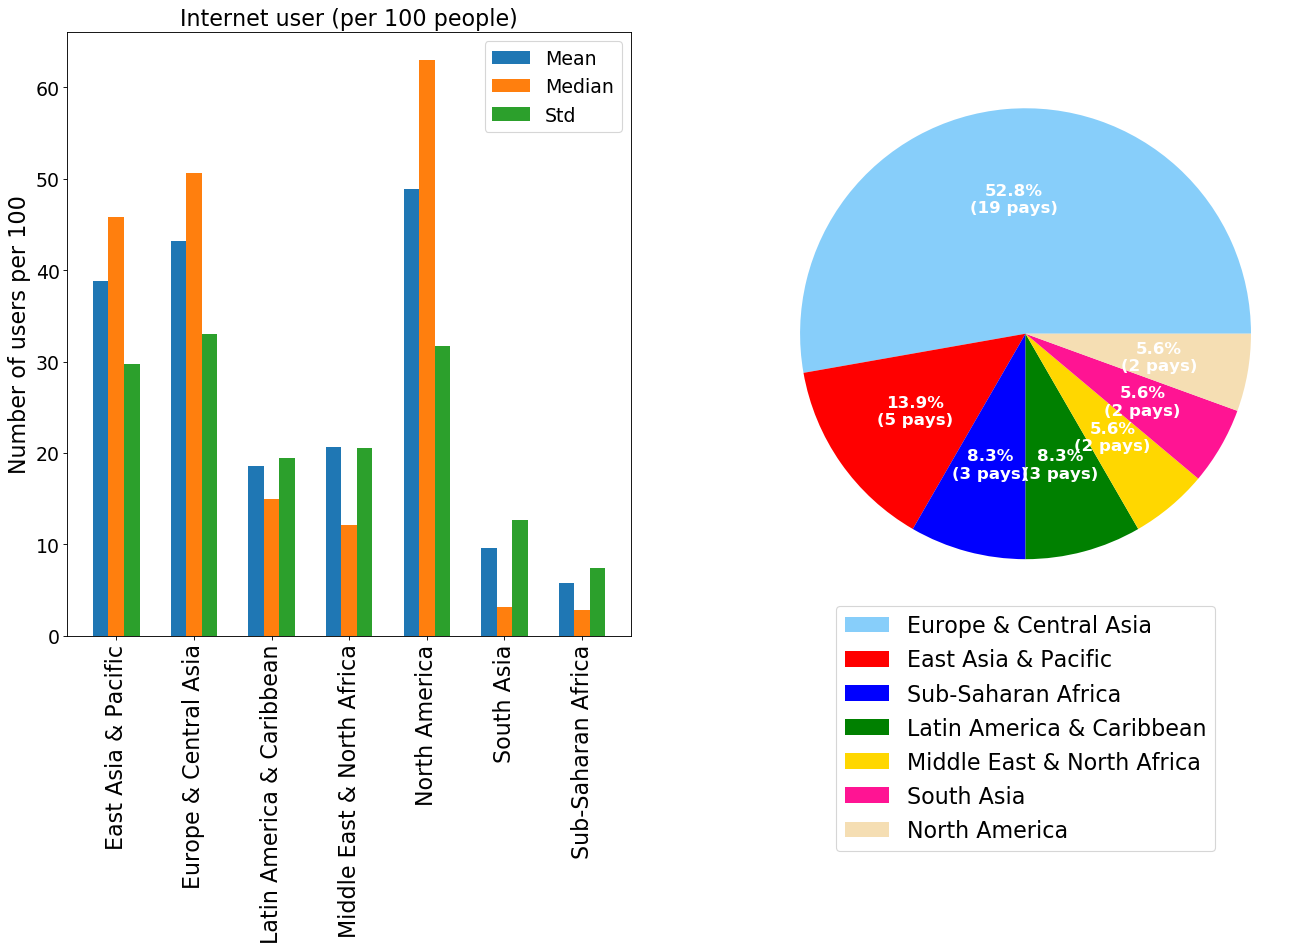 Internet user (per 100 people)
Number of users per 100
60
50
40
30
20
10
0
Mean
Median
Std
East Asia & Pacific
Europe & Central Asia
Latin America & Caribbean
Middle East & North Africa
North America
South Asia
Sub-Saharan Africa
52.8%
(19 pays)
13.9%
(5 pays)
8.3%
(3 pays)
8.3%
(3 pays)
5.6%
(2 pays)
5.6%
(2 pays)
5.6%
(2 pays)
Europe & Central Asia
East Asia & Pacific
Sub-Saharan Africa
Latin America & Caribbean
Middle East & North Africa
South Asia
North America